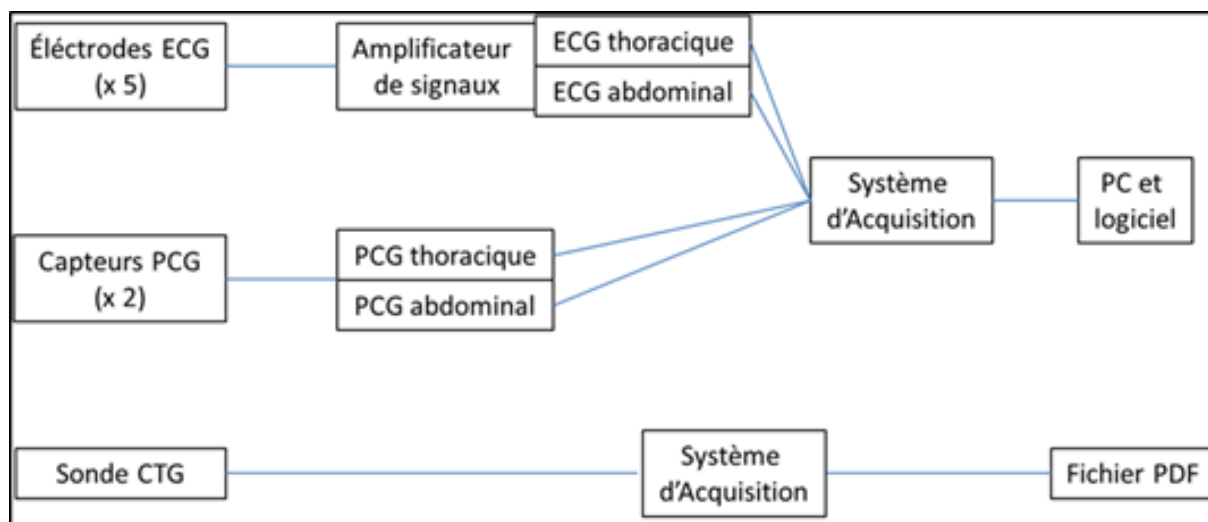 Éléctrodes ECG
(x 5)
Amplificateur
de signaux
ECG thoracique
ECG abdominal
Système
d'Acquisition
PC et
logiciel
Capteurs PCG
(x 2)
PCG thoracique
PCG abdominal
Sonde CTG
Système
d'Acquisition
Fichier PDF